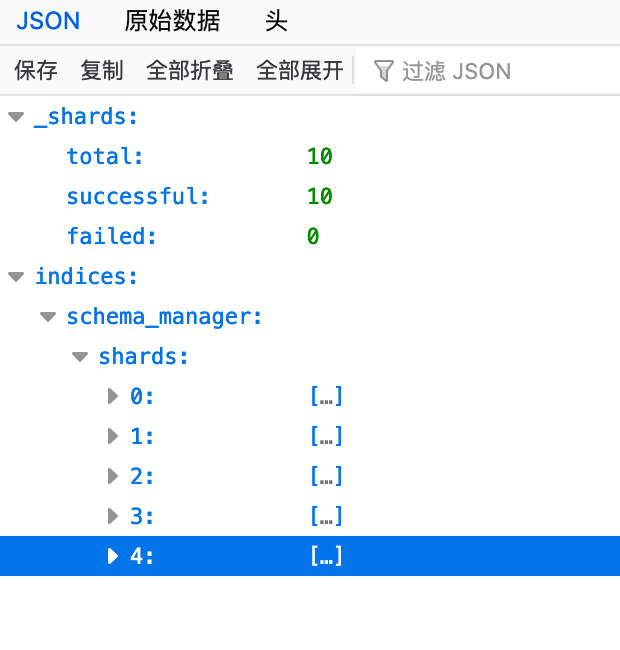 JSON 原始数据 头
保存 复制 全部折叠 全部展开 过滤 JSON
_shards:
total: 10
successful: 10
failed: 0
indices:
schema_manager:
shards:
0: […]
1: […]
2: […]
3: […]
4: […]